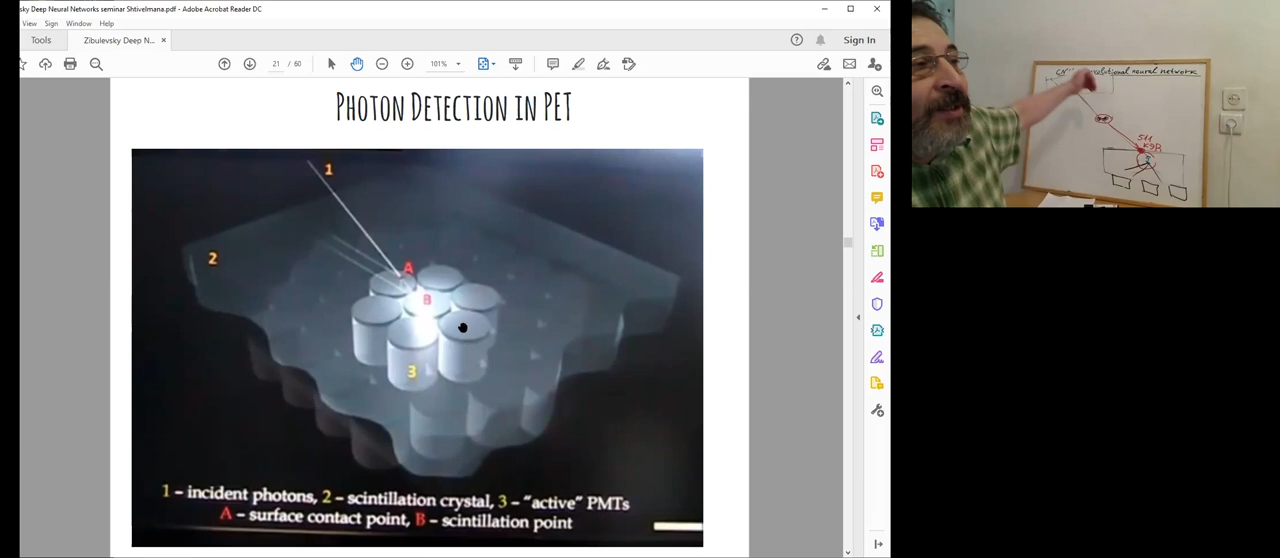 sky Deep Neural Networks seminar Shtivelmana.pdf - Adobe Acrobat Reader DC
View Sign Window Help
Tools
Zibulevsky Deep N...
Sign In
21 / 60
101%
PHOTON DETECTION IN PET
1
2
A
B
3
1 – incident photons, 2 – scintillation crystal, 3 – "active" PMTs
A – surface contact point, B – scintillation point
neural network
511